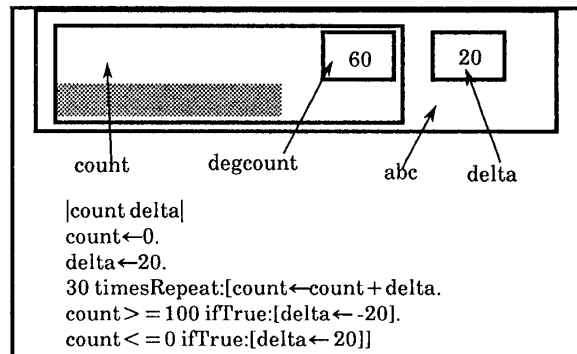 60 20
count degcount abc delta
|count delta|
count←0.
delta←20.
30 timesRepeat:[count←count+delta.
count>=100 ifTrue:[delta← -20].
count<=0 ifTrue:[delta← 20]]